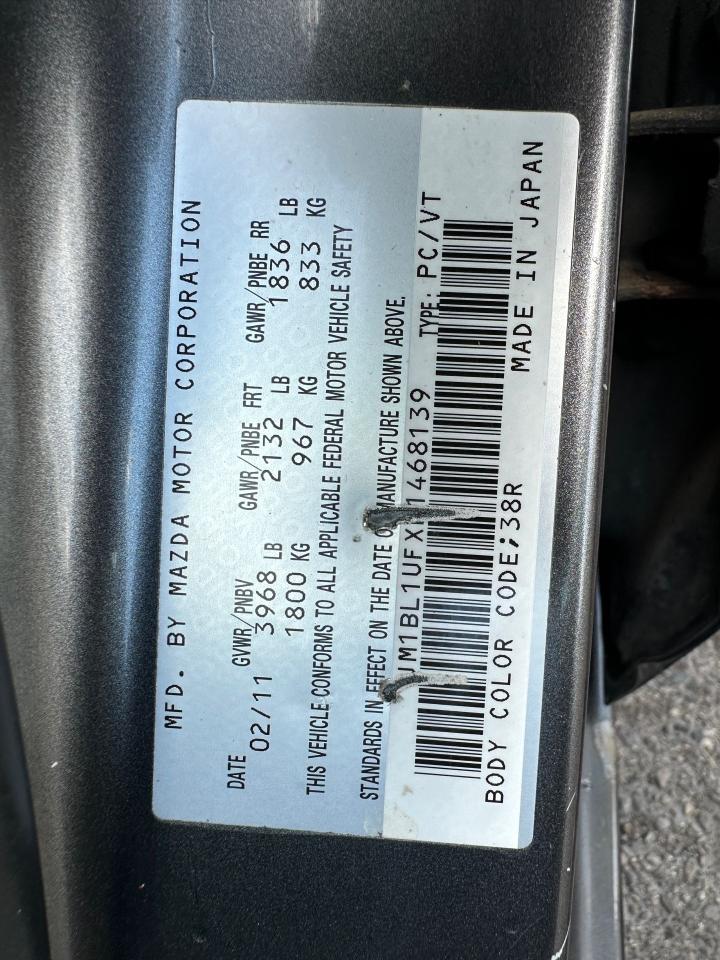 MFD. BY MAZDA MOTOR CORPORATION
DATE GVWR/PNBV GAWR/PNBE FRT GAWR/PNBE RR
02/11 3968 LB 2132 LB 1836 LB
1800 KG 967 KG 833 KG
THIS VEHICLE CONFORMS TO ALL APPLICABLE FEDERAL MOTOR VEHICLE SAFETY
STANDARDS IN EFFECT ON THE DATE OF MANUFACTURE SHOWN ABOVE.
JM1BL1UFX 1468139 TYPE: PC/VT
BODY COLOR CODE;38R MADE IN JAPAN